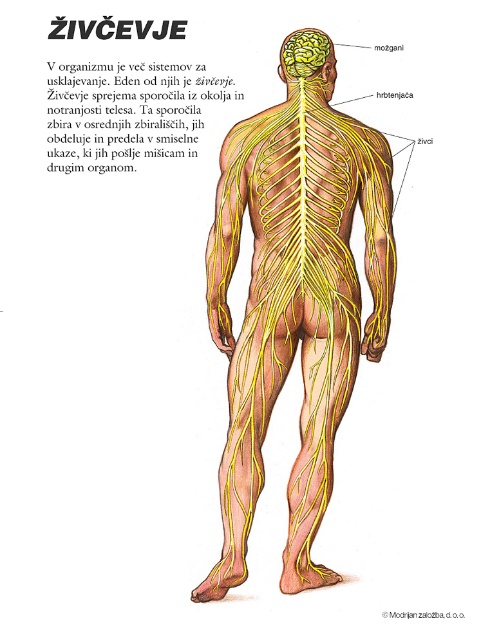 ŽIVČEVJE
V organizmu je več sistemov za
usklajevanje. Eden od njih je živčevje.
Živčevje sprejema sporočila iz okolja in
notranjosti telesa. Ta sporočila
zbira v osrednjih zbirališčih, jih
obdeluje in predela v smiselne
ukaze, ki jih pošlje mišicam in
drugim organom.
možgani
hrbtenjača
živci
© Modrijan založba, d. o. o.